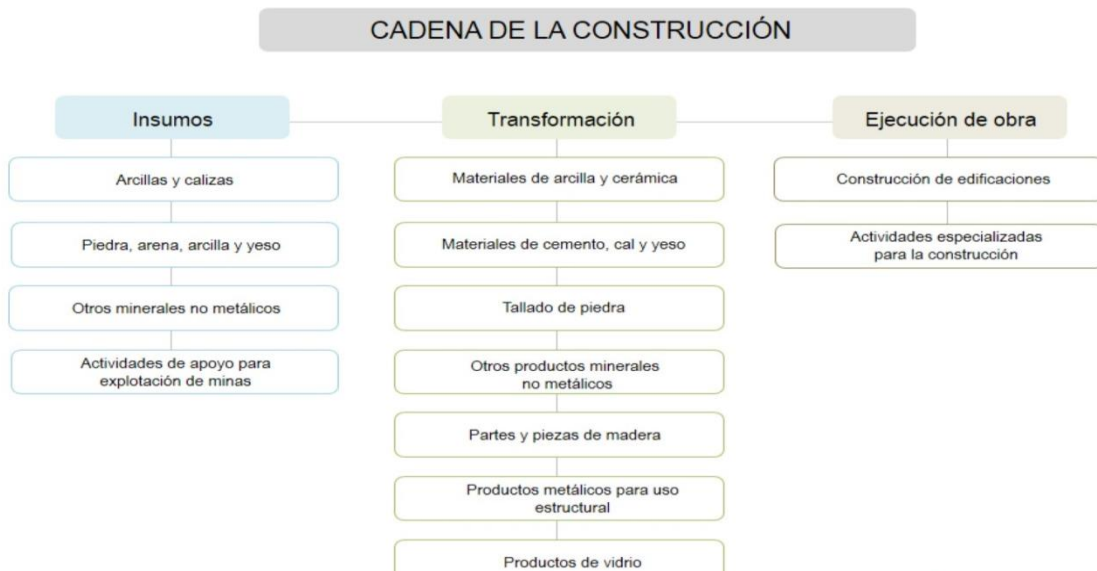 CADENA DE LA CONSTRUCCIÓN
Insumos
Arcillas y calizas
Piedra, arena, arcilla y yeso
Otros minerales no metálicos
Actividades de apoyo para
explotación de minas
Transformación
Materiales de arcilla y cerámica
Materiales de cemento, cal y yeso
Tallado de piedra
Otros productos minerales
no metálicos
Partes y piezas de madera
Productos metálicos para uso
estructural
Productos de vidrio
Ejecución de obra
Construcción de edificaciones
Actividades especializadas
para la construcción